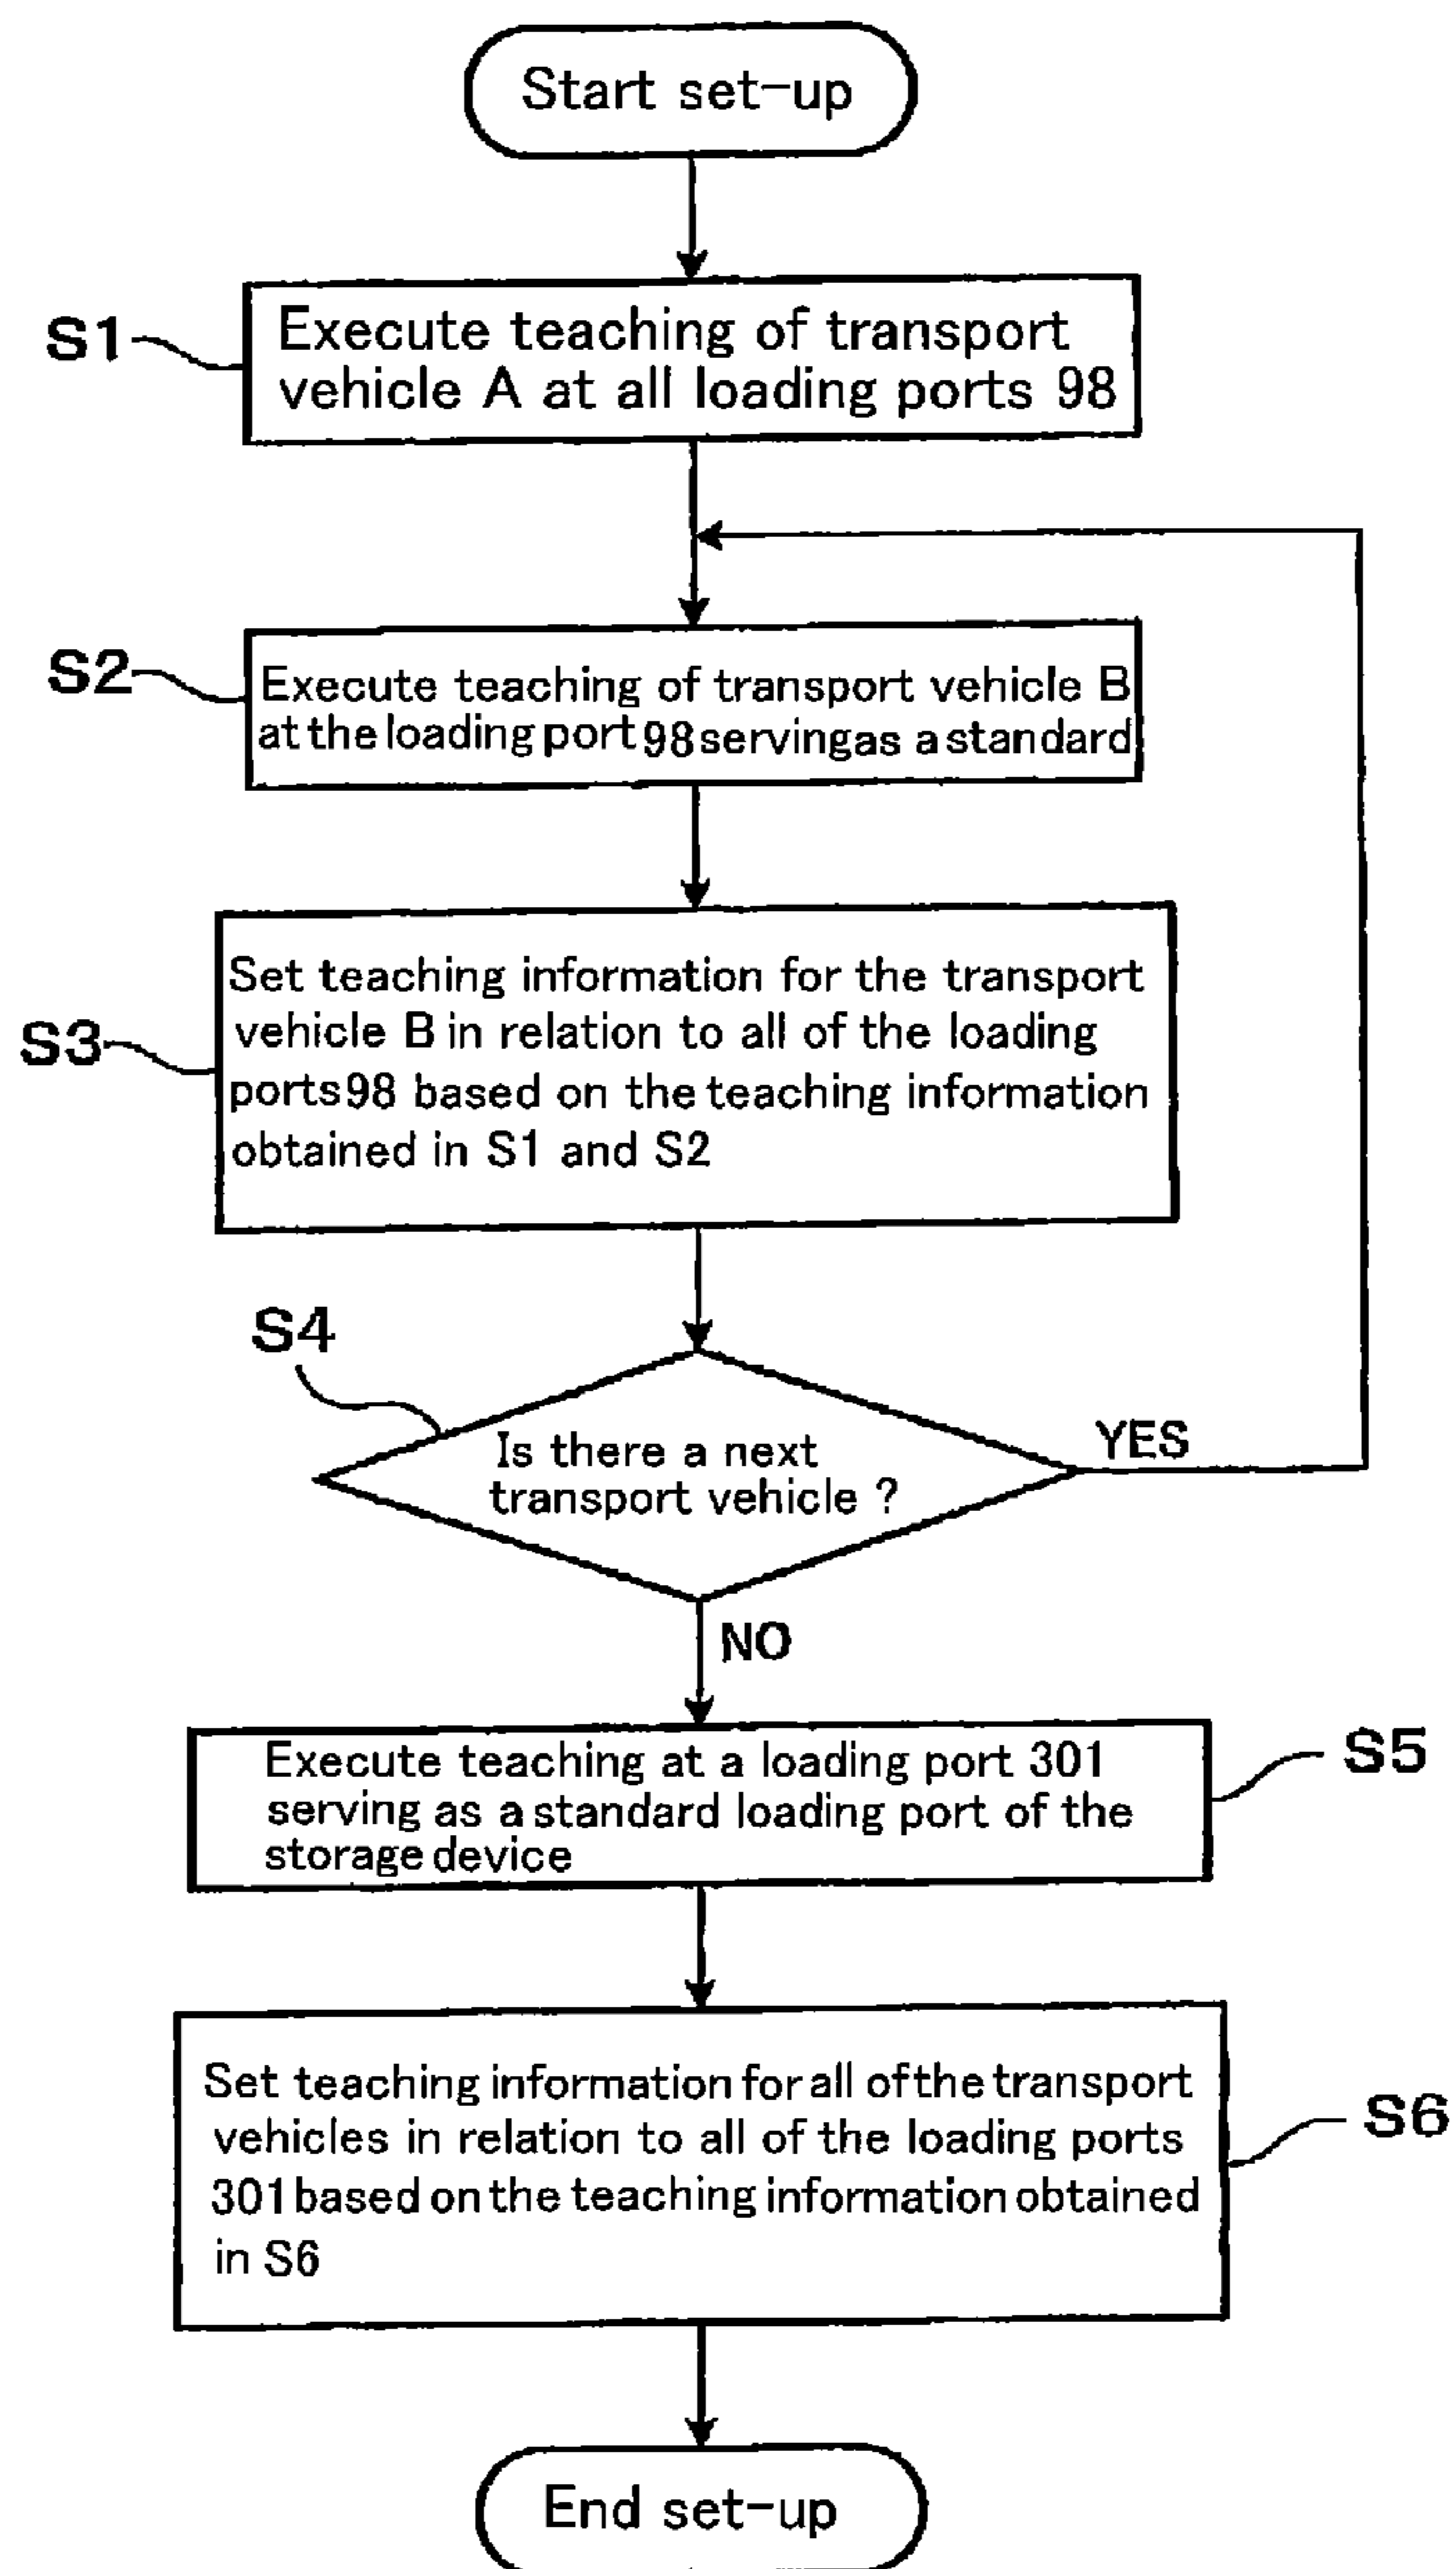 Start set-up
S1
Execute teaching of transport
vehicle A at all loading ports 98
S2
Execute teaching of transport vehicle B
at the loading port 98 serving as a standard
S3
Set teaching information for the transport
vehicle B in relation to all of the loading
ports 98 based on the teaching information
obtained in S1 and S2
S4
Is there a next
transport vehicle ?
YES
NO
S5
Execute teaching at a loading port 301
serving as a standard loading port of the
storage device
S6
Set teaching information for all of the transport
vehicles in relation to all of the loading ports
301 based on the teaching information obtained
in S6
End set-up